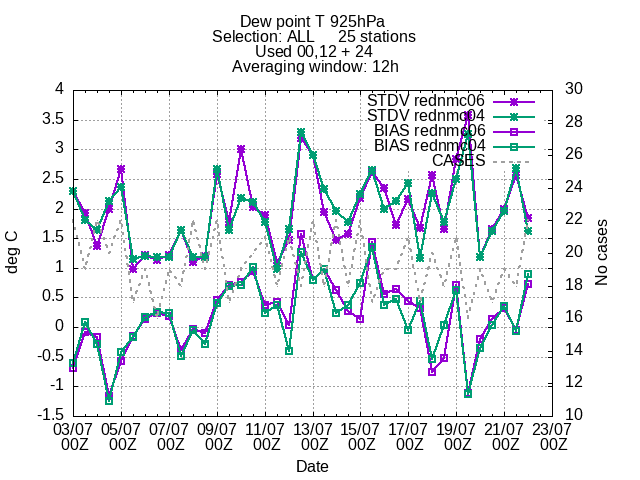 Dew point T 925hPa
Selection: ALL 25 stations
Used 00,12 + 24
Averaging window: 12h
STDV rednmc06
STDV rednmc04
BIAS rednmc06
BIAS rednmc04
CASES
deg C
4
3.5
3
2.5
2
1.5
1
0.5
0
-0.5
-1
-1.5
No cases
30
28
26
24
22
20
18
16
14
12
10
03/07 05/07 07/07 09/07 11/07 13/07 15/07 17/07 19/07 21/07 23/07
00Z 00Z 00Z 00Z 00Z 00Z 00Z 00Z 00Z 00Z 00Z
Date